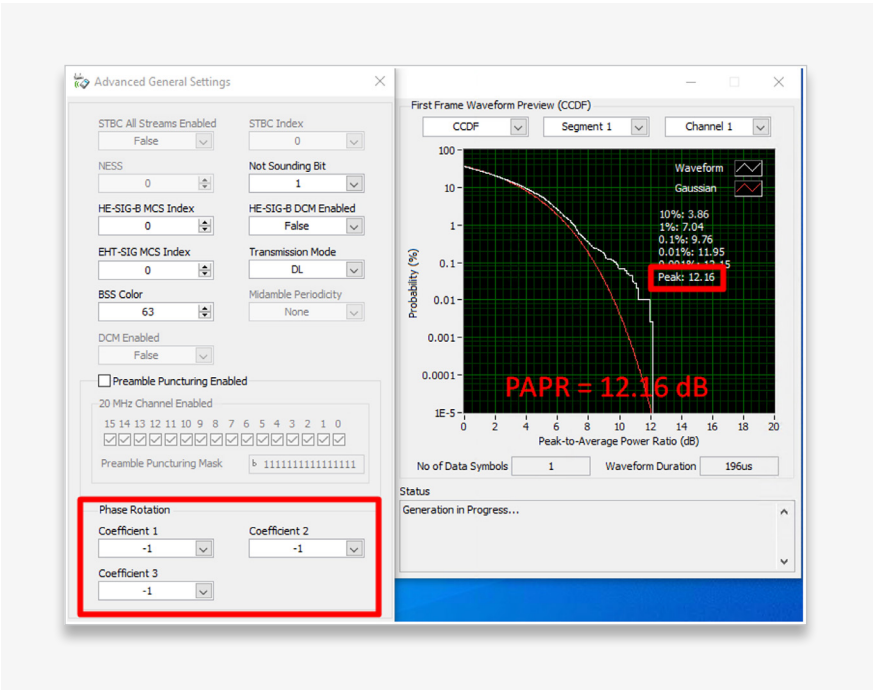 Advanced General Settings
STBC All Streams Enabled
False
STBC Index
0
NESS
0
Not Sounding Bit
1
HE-SIG-B MCS Index
0
HE-SIG-B DCM Enabled
False
EHT-SIG MCS Index
0
Transmission Mode
DL
BSS Color
63
Midamble Periodicity
None
DCM Enabled
False
Preamble Puncturing Enabled
20 MHz Channel Enabled
15 14 13 12 11 10 9 8 7 6 5 4 3 2 1 0
Preamble Puncturing Mask
b 1111111111111111
Phase Rotation
Coefficient 1
-1
Coefficient 2
-1
Coefficient 3
-1
First Frame Waveform Preview (CCDF)
CCDF
Segment 1
Channel 1
Waveform
Gaussian
10%: 3.86
1%: 7.04
0.1%: 9.76
0.01%: 11.95
0.001%: 12.15
Peak: 12.16
PAPR = 12.16 dB
Probability (%)
100
10
1
0.1
0.01
0.001
0.0001
1E-5
0 2 4 6 8 10 12 14 16 18 20
Peak-to-Average Power Ratio (dB)
No of Data Symbols
1
Waveform Duration
196us
Status
Generation in Progress...